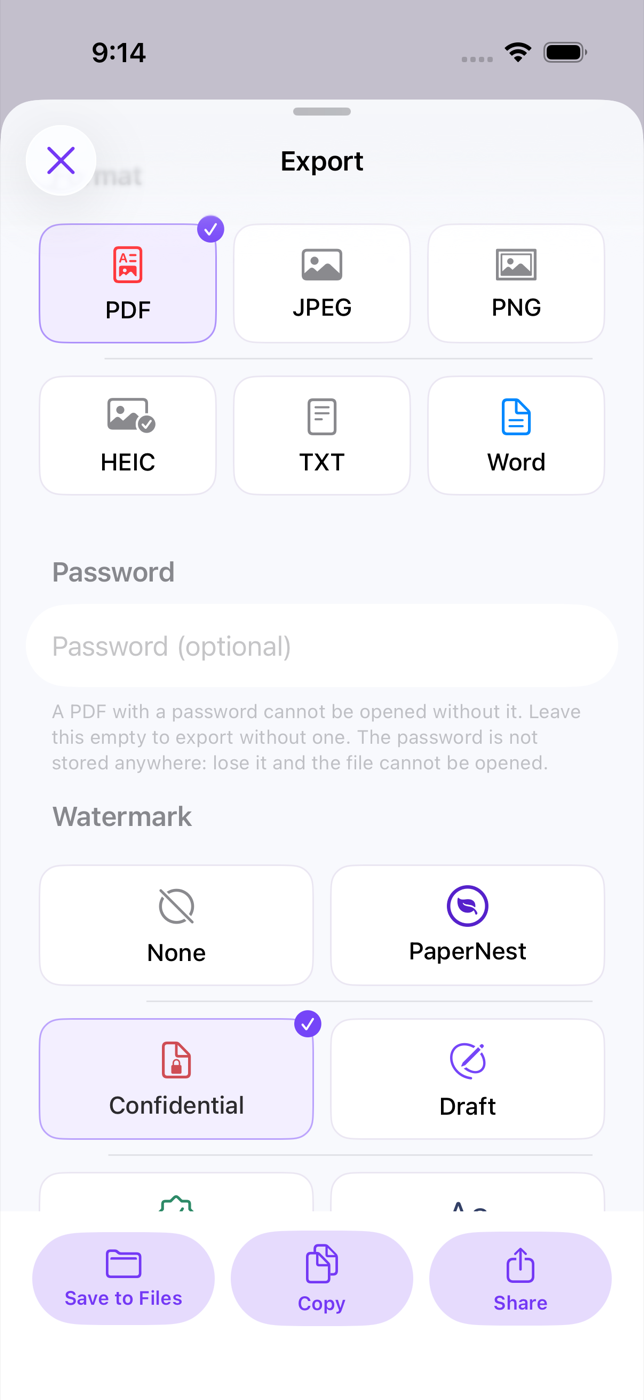 9:14
Export
PDF
JPEG
PNG
HEIC
TXT
Word
Password
Password (optional)
A PDF with a password cannot be opened without it. Leave
this empty to export without one. The password is not
stored anywhere: lose it and the file cannot be opened.
Watermark
None
PaperNest
Confidential
Draft
Save to Files
Copy
Share